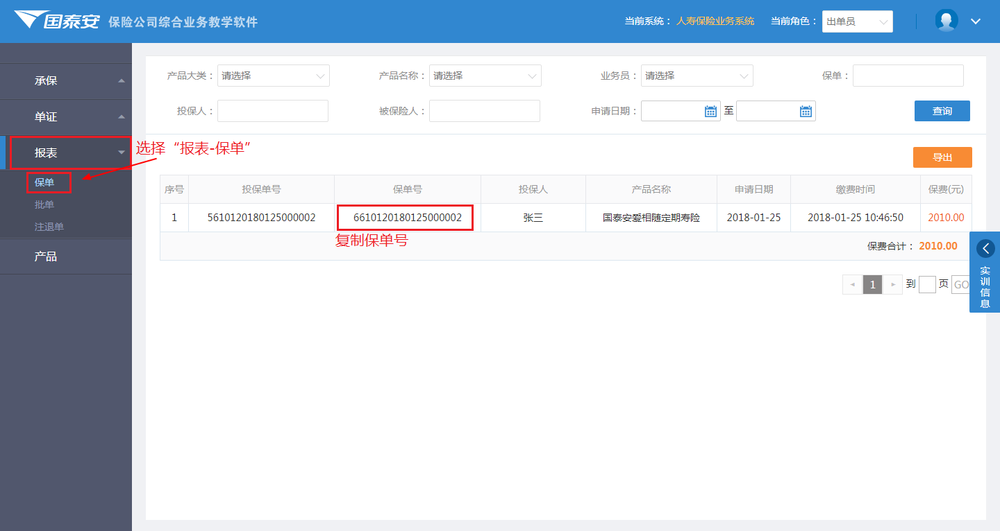 国泰安 保险公司综合业务教学软件 当前系统： 人寿保险业务系统 当前角色： 出单员
承保
单证
报表
保单
批单
注退单
产品
产品大类： 请选择 产品名称： 请选择 业务员： 请选择 保单：
投保人： 被保险人： 申请日期： 至 查询
选择“报表-保单”
导出
序号 投保单号 保单号 投保人 产品名称 申请日期 缴费时间 保费(元)
1 5610120180125000002 6610120180125000002 张三 国泰安爱相随定期寿险 2018-01-25 2018-01-25 10:46:50 2010.00
复制保单号
保费合计： 2010.00
1 到 页 GO
实训信息